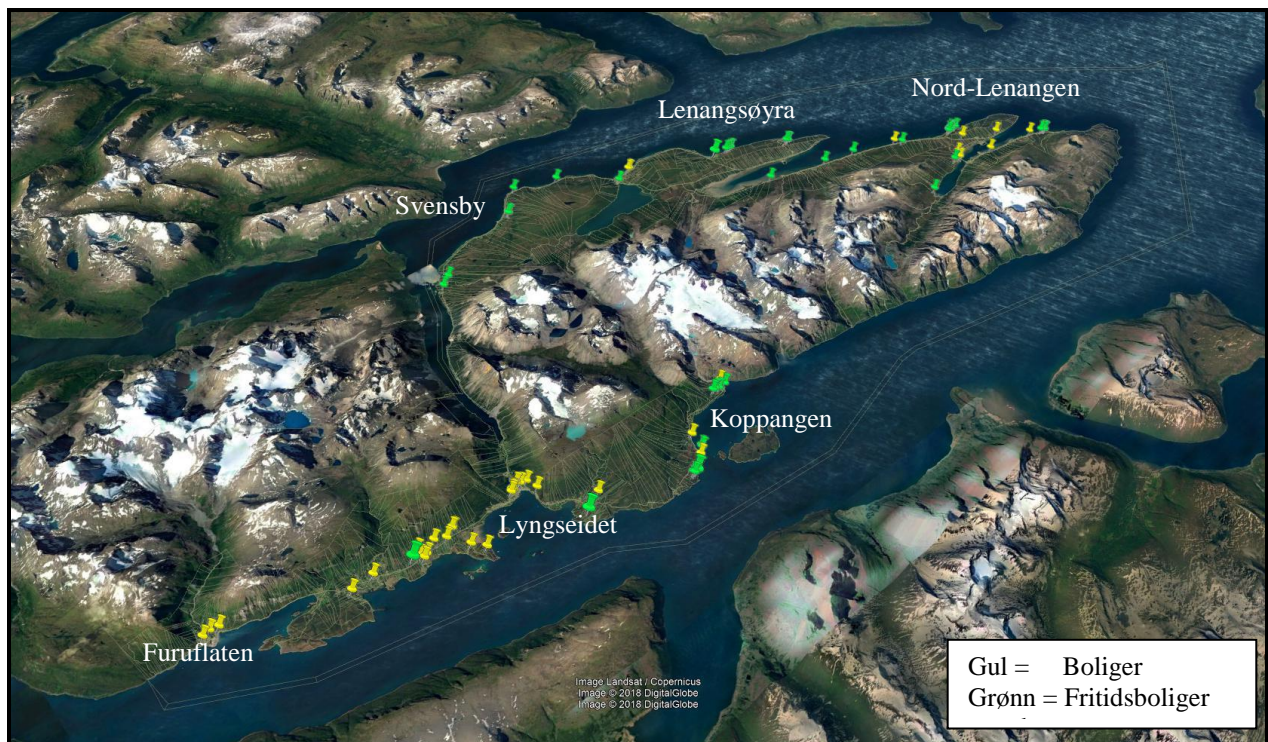 Nord-Lenangen
Lenangsøyra
Svensby
Koppangen
Lyngseidet
Furuflaten
Gul = Boliger
Grønn = Fritidsboliger
Image Landsat / Copernicus
Image © 2018 DigitalGlobe
Image © 2018 DigitalGlobe